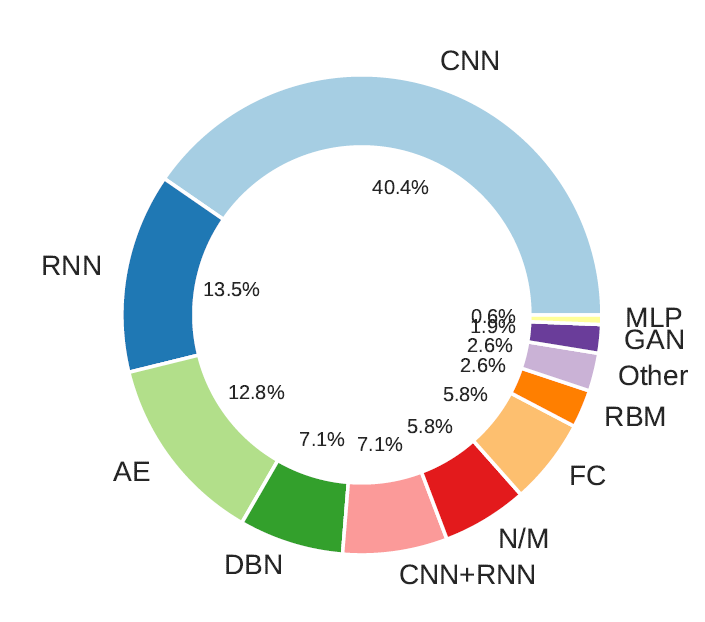 CNN
40.4%
RNN
13.5%
AE
12.8%
DBN
7.1%
CNN+RNN
7.1%
N/M
5.8%
FC
5.8%
RBM
2.6%
Other
2.6%
GAN
1.9%
MLP
0.6%